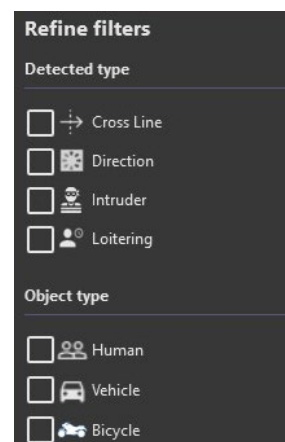 Refine filters
Detected type
Cross Line
Direction
Intruder
Loitering
Object type
Human
Vehicle
Bicycle